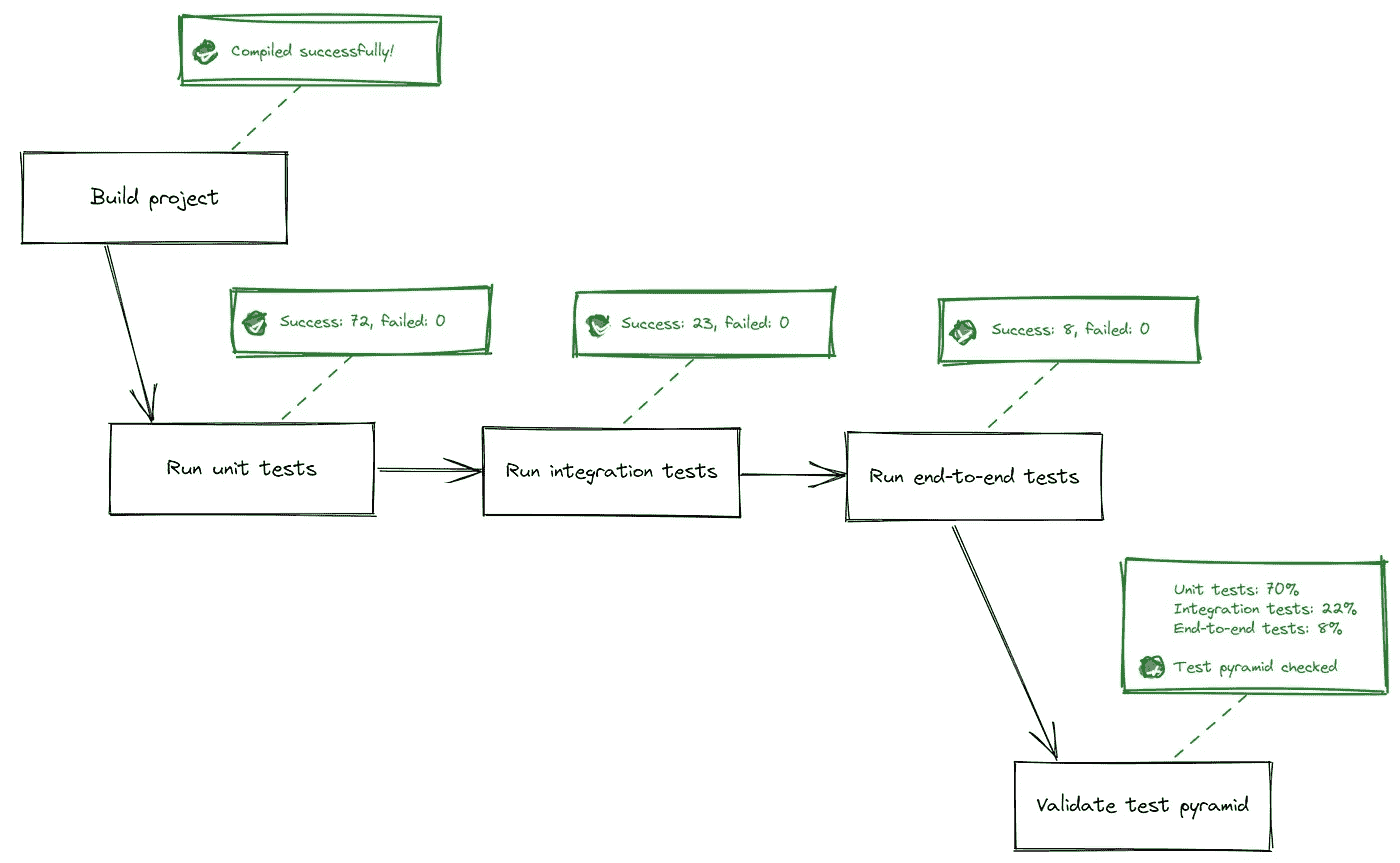 Compiled successfully!
Build project
Success: 72, failed: 0
Success: 23, failed: 0
Success: 8, failed: 0
Run unit tests
Run integration tests
Run end-to-end tests
Unit tests: 70%
Integration tests: 22%
End-to-end tests: 8%
Test pyramid checked
Validate test pyramid